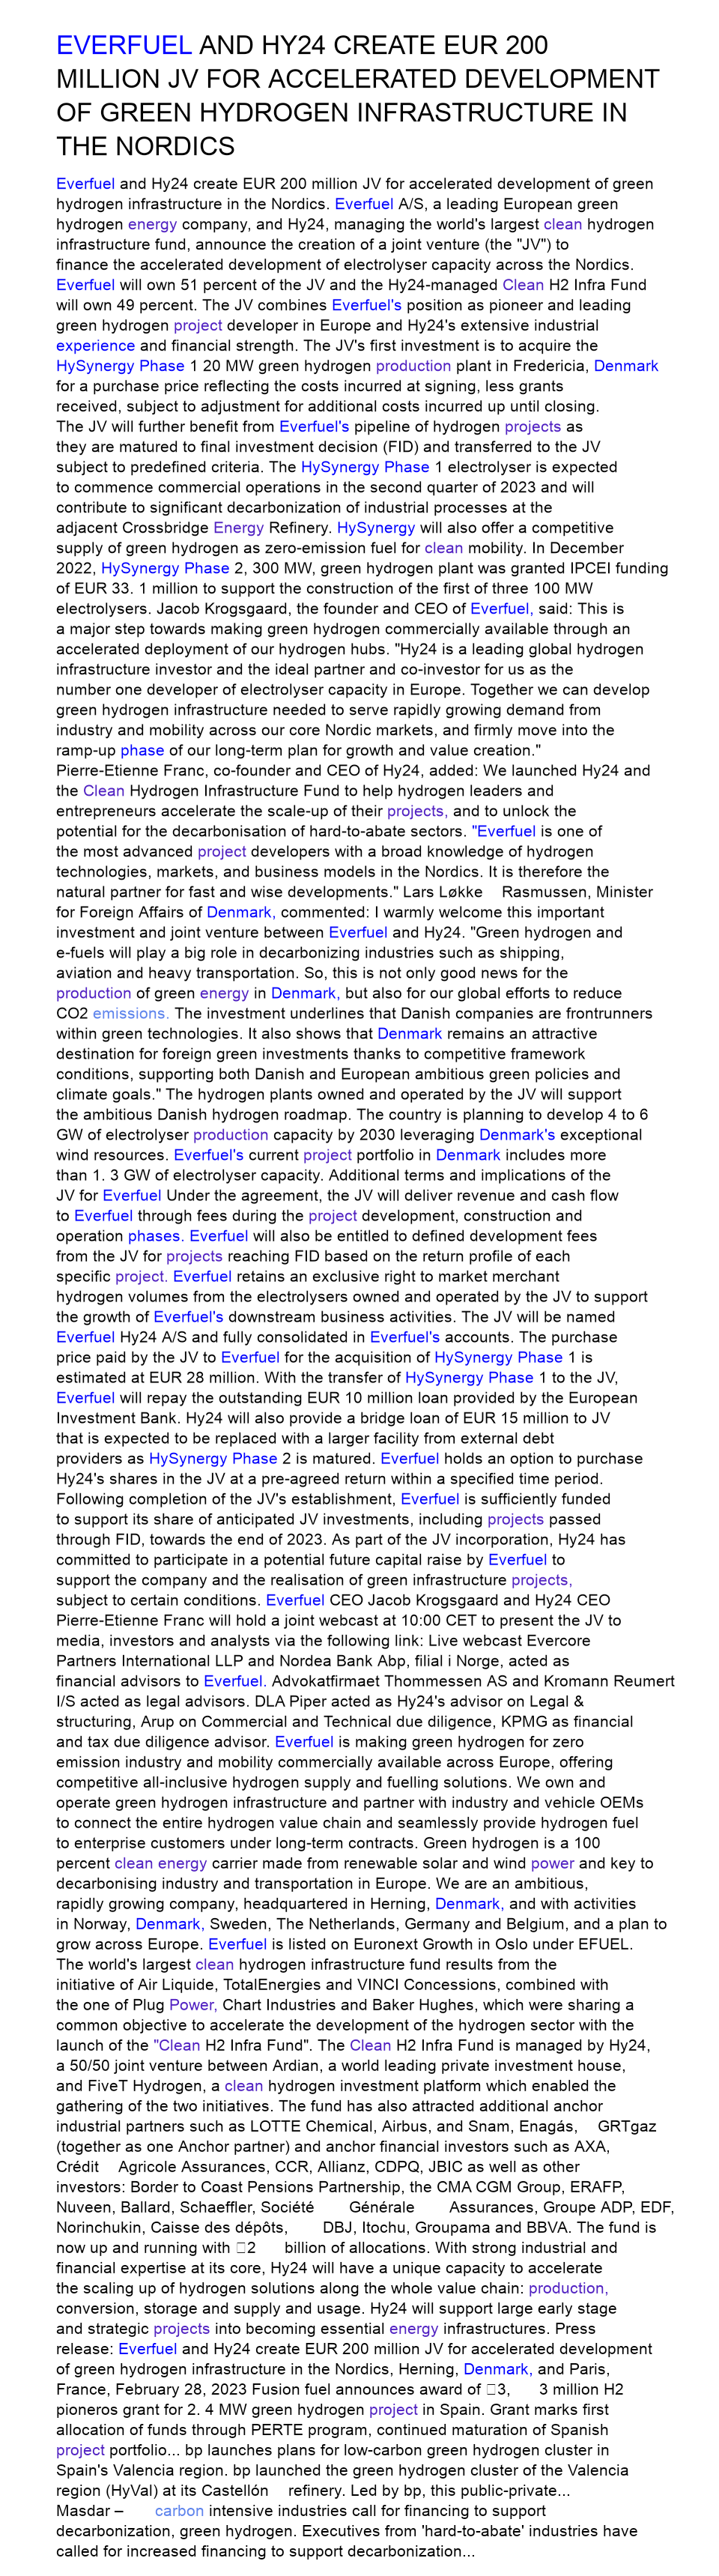 EVERFUEL AND HY24 CREATE EUR 200
MILLION JV FOR ACCELERATED DEVELOPMENT
OF GREEN HYDROGEN INFRASTRUCTURE IN
THE NORDICS
Everfuel and Hy24 create EUR 200 million JV for accelerated development of green
hydrogen infrastructure in the Nordics. Everfuel A/S, a leading European green
hydrogen energy company, and Hy24, managing the world's largest clean hydrogen
infrastructure fund, announce the creation of a joint venture (the "JV") to
finance the accelerated development of electrolyser capacity across the Nordics.
Everfuel will own 51 percent of the JV and the Hy24-managed Clean H2 Infra Fund
will own 49 percent. The JV combines Everfuel's position as pioneer and leading
green hydrogen project developer in Europe and Hy24's extensive industrial
experience and financial strength. The JV's first investment is to acquire the
HySynergy Phase 1 20 MW green hydrogen production plant in Fredericia, Denmark
for a purchase price reflecting the costs incurred at signing, less grants
received, subject to adjustment for additional costs incurred up until closing.
The JV will further benefit from Everfuel's pipeline of hydrogen projects as
they are matured to final investment decision (FID) and transferred to the JV
subject to predefined criteria. The HySynergy Phase 1 electrolyser is expected
to commence commercial operations in the second quarter of 2023 and will
contribute to significant decarbonization of industrial processes at the
adjacent Crossbridge Energy Refinery. HySynergy will also offer a competitive
supply of green hydrogen as zero-emission fuel for clean mobility. In December
2022, HySynergy Phase 2, 300 MW, green hydrogen plant was granted IPCEI funding
of EUR 33. 1 million to support the construction of the first of three 100 MW
electrolysers. Jacob Krogsgaard, the founder and CEO of Everfuel, said: This is
a major step towards making green hydrogen commercially available through an
accelerated deployment of our hydrogen hubs. "Hy24 is a leading global hydrogen
infrastructure investor and the ideal partner and co-investor for us as the
number one developer of electrolyser capacity in Europe. Together we can develop
green hydrogen infrastructure needed to serve rapidly growing demand from
industry and mobility across our core Nordic markets, and firmly move into the
ramp-up phase of our long-term plan for growth and value creation."
Pierre-Etienne Franc, co-founder and CEO of Hy24, added: We launched Hy24 and
the Clean Hydrogen Infrastructure Fund to help hydrogen leaders and
entrepreneurs accelerate the scale-up of their projects, and to unlock the
potential for the decarbonisation of hard-to-abate sectors. "Everfuel is one of
the most advanced project developers with a broad knowledge of hydrogen
technologies, markets, and business models in the Nordics. It is therefore the
natural partner for fast and wise developments." Lars Løkke Rasmussen, Minister
for Foreign Affairs of Denmark, commented: I warmly welcome this important
investment and joint venture between Everfuel and Hy24. "Green hydrogen and
e-fuels will play a big role in decarbonizing industries such as shipping,
aviation and heavy transportation. So, this is not only good news for the
production of green energy in Denmark, but also for our global efforts to reduce
CO2 emissions. The investment underlines that Danish companies are frontrunners
within green technologies. It also shows that Denmark remains an attractive
destination for foreign green investments thanks to competitive framework
conditions, supporting both Danish and European ambitious green policies and
climate goals." The hydrogen plants owned and operated by the JV will support
the ambitious Danish hydrogen roadmap. The country is planning to develop 4 to 6
GW of electrolyser production capacity by 2030 leveraging Denmark's exceptional
wind resources. Everfuel's current project portfolio in Denmark includes more
than 1. 3 GW of electrolyser capacity. Additional terms and implications of the
JV for Everfuel Under the agreement, the JV will deliver revenue and cash flow
to Everfuel through fees during the project development, construction and
operation phases. Everfuel will also be entitled to defined development fees
from the JV for projects reaching FID based on the return profile of each
specific project. Everfuel retains an exclusive right to market merchant
hydrogen volumes from the electrolysers owned and operated by the JV to support
the growth of Everfuel's downstream business activities. The JV will be named
Everfuel Hy24 A/S and fully consolidated in Everfuel's accounts. The purchase
price paid by the JV to Everfuel for the acquisition of HySynergy Phase 1 is
estimated at EUR 28 million. With the transfer of HySynergy Phase 1 to the JV,
Everfuel will repay the outstanding EUR 10 million loan provided by the European
Investment Bank. Hy24 will also provide a bridge loan of EUR 15 million to JV
that is expected to be replaced with a larger facility from external debt
providers as HySynergy Phase 2 is matured. Everfuel holds an option to purchase
Hy24's shares in the JV at a pre-agreed return within a specified time period.
Following completion of the JV's establishment, Everfuel is sufficiently funded
to support its share of anticipated JV investments, including projects passed
through FID, towards the end of 2023. As part of the JV incorporation, Hy24 has
committed to participate in a potential future capital raise by Everfuel to
support the company and the realisation of green infrastructure projects,
subject to certain conditions. Everfuel CEO Jacob Krogsgaard and Hy24 CEO
Pierre-Etienne Franc will hold a joint webcast at 10:00 CET to present the JV to
media, investors and analysts via the following link: Live webcast Evercore
Partners International LLP and Nordea Bank Abp, filial i Norge, acted as
financial advisors to Everfuel. Advokatfirmaet Thommessen AS and Kromann Reumert
I/S acted as legal advisors. DLA Piper acted as Hy24's advisor on Legal &
structuring, Arup on Commercial and Technical due diligence, KPMG as financial
and tax due diligence advisor. Everfuel is making green hydrogen for zero
emission industry and mobility commercially available across Europe, offering
competitive all-inclusive hydrogen supply and fuelling solutions. We own and
operate green hydrogen infrastructure and partner with industry and vehicle OEMs
to connect the entire hydrogen value chain and seamlessly provide hydrogen fuel
to enterprise customers under long-term contracts. Green hydrogen is a 100
percent clean energy carrier made from renewable solar and wind power and key to
decarbonising industry and transportation in Europe. We are an ambitious,
rapidly growing company, headquartered in Herning, Denmark, and with activities
in Norway, Denmark, Sweden, The Netherlands, Germany and Belgium, and a plan to
grow across Europe. Everfuel is listed on Euronext Growth in Oslo under EFUEL.
The world's largest clean hydrogen infrastructure fund results from the
initiative of Air Liquide, TotalEnergies and VINCI Concessions, combined with
the one of Plug Power, Chart Industries and Baker Hughes, which were sharing a
common objective to accelerate the development of the hydrogen sector with the
launch of the "Clean H2 Infra Fund". The Clean H2 Infra Fund is managed by Hy24,
a 50/50 joint venture between Ardian, a world leading private investment house,
and FiveT Hydrogen, a clean hydrogen investment platform which enabled the
gathering of the two initiatives. The fund has also attracted additional anchor
industrial partners such as LOTTE Chemical, Airbus, and Snam, Enagás, GRTgaz
(together as one Anchor partner) and anchor financial investors such as AXA,
Crédit Agricole Assurances, CCR, Allianz, CDPQ, JBIC as well as other
investors: Border to Coast Pensions Partnership, the CMA CGM Group, ERAFP,
Nuveen, Ballard, Schaeffler, Société Générale Assurances, Groupe ADP, EDF,
Norinchukin, Caisse des dépôts, DBJ, Itochu, Groupama and BBVA. The fund is
now up and running with □2 billion of allocations. With strong industrial and
financial expertise at its core, Hy24 will have a unique capacity to accelerate
the scaling up of hydrogen solutions along the whole value chain: production,
conversion, storage and supply and usage. Hy24 will support large early stage
and strategic projects into becoming essential energy infrastructures. Press
release: Everfuel and Hy24 create EUR 200 million JV for accelerated development
of green hydrogen infrastructure in the Nordics, Herning, Denmark, and Paris,
France, February 28, 2023 Fusion fuel announces award of □3, 3 million H2
pioneros grant for 2. 4 MW green hydrogen project in Spain. Grant marks first
allocation of funds through PERTE program, continued maturation of Spanish
project portfolio... bp launches plans for low-carbon green hydrogen cluster in
Spain's Valencia region. bp launched the green hydrogen cluster of the Valencia
region (HyVal) at its Castellón refinery. Led by bp, this public-private...
Masdar – carbon intensive industries call for financing to support
decarbonization, green hydrogen. Executives from 'hard-to-abate' industries have
called for increased financing to support decarbonization...